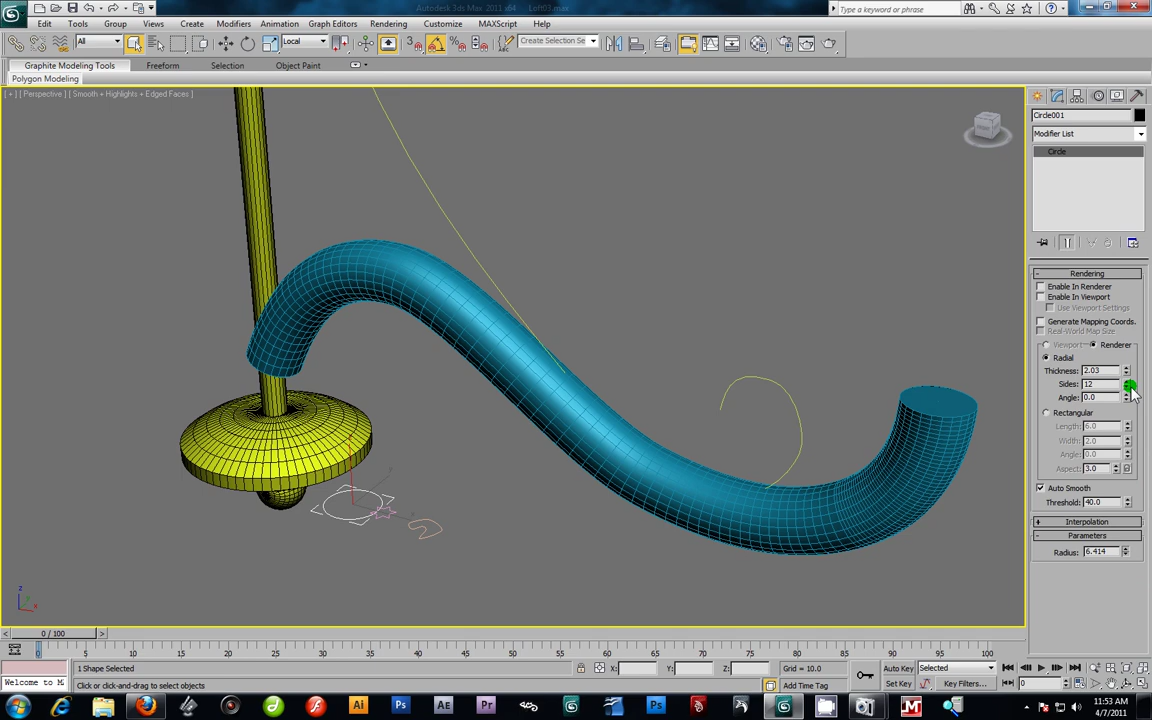 Autodesk 3ds Max 2011 x64 Loft03.max
Type a keyword or phrase
Edit Tools Group Views Create Modifiers Animation Graph Editors Rendering Customize MAXScript Help
All Local Create Selection Se
Graphite Modeling Tools Freeform Selection Object Paint
Polygon Modeling
[ + ] [ Perspective ] [ Smooth + Highlights + Edged Faces ]
Circle001
Modifier List
Circle
- Rendering
Enable In Renderer
Enable In Viewport
Use Viewport Settings
Generate Mapping Coords.
Real-World Map Size
Viewport Renderer
Radial
Thickness: 2.03
Sides: 12
Angle: 0.0
Rectangular
Length: 6.0
Width: 2.0
Angle: 0.0
Aspect: 3.0
Auto Smooth
Threshold: 40.0
+ Interpolation
- Parameters
Radius: 6.414
z
x
< 0 / 100 >
0 5 10 15 20 25 30 35 40 45 50 55 60 65 70 75 80 85 90 95 100
1 Shape Selected X: Y: Z: Grid = 10.0 Auto Key Selected
Welcome to M Click or click-and-drag to select objects Add Time Tag Set Key Key Filters... 0
Ai Ps AE Pr Ps M
11:53 AM
4/7/2011